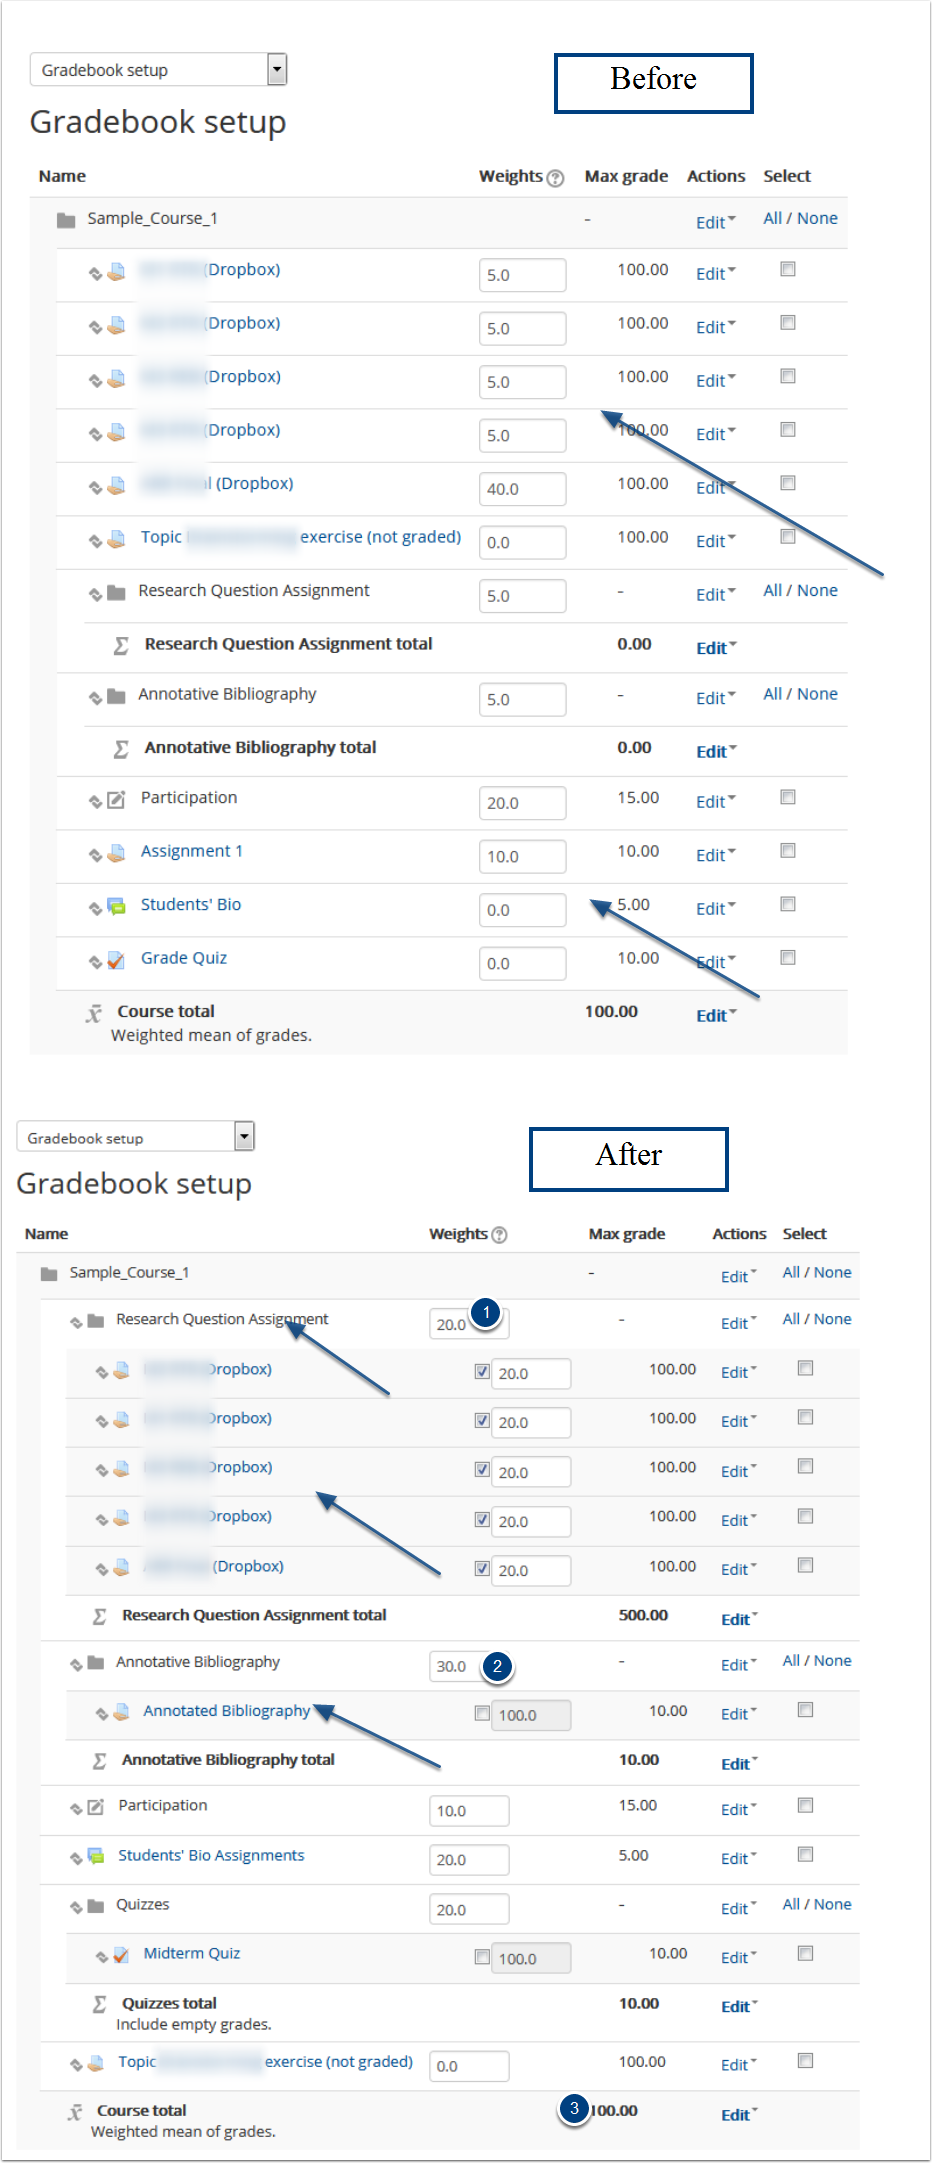 Gradebook setup
Before
Gradebook setup
Name Weights ? Max grade Actions Select
Sample_Course_1 - Edit All / None
(Dropbox) 5.0 100.00 Edit
(Dropbox) 5.0 100.00 Edit
(Dropbox) 5.0 100.00 Edit
(Dropbox) 5.0 100.00 Edit
(Dropbox) 40.0 100.00 Edit
Topic exercise (not graded) 0.0 100.00 Edit
Research Question Assignment 5.0 - Edit All / None
Σ Research Question Assignment total 0.00 Edit
Annotative Bibliography 5.0 - Edit All / None
Σ Annotative Bibliography total 0.00 Edit
Participation 20.0 15.00 Edit
Assignment 1 10.0 10.00 Edit
Students' Bio 0.0 5.00 Edit
Grade Quiz 0.0 10.00 Edit
x̄ Course total 100.00 Edit
Weighted mean of grades.
Gradebook setup
After
Gradebook setup
Name Weights ? Max grade Actions Select
Sample_Course_1 - Edit All / None
Research Question Assignment 20.0 1 - Edit All / None
Dropbox) 20.0 100.00 Edit
Dropbox) 20.0 100.00 Edit
Dropbox) 20.0 100.00 Edit
Dropbox) 20.0 100.00 Edit
(Dropbox) 20.0 100.00 Edit
Σ Research Question Assignment total 500.00 Edit
Annotative Bibliography 30.0 2 - Edit All / None
Annotated Bibliography 100.0 10.00 Edit
Σ Annotative Bibliography total 10.00 Edit
Participation 10.0 15.00 Edit
Students' Bio Assignments 20.0 5.00 Edit
Quizzes 20.0 - Edit All / None
Midterm Quiz 100.0 10.00 Edit
Σ Quizzes total 10.00 Edit
Include empty grades.
Topic exercise (not graded) 0.0 100.00 Edit
x̄ Course total 3 100.00 Edit
Weighted mean of grades.